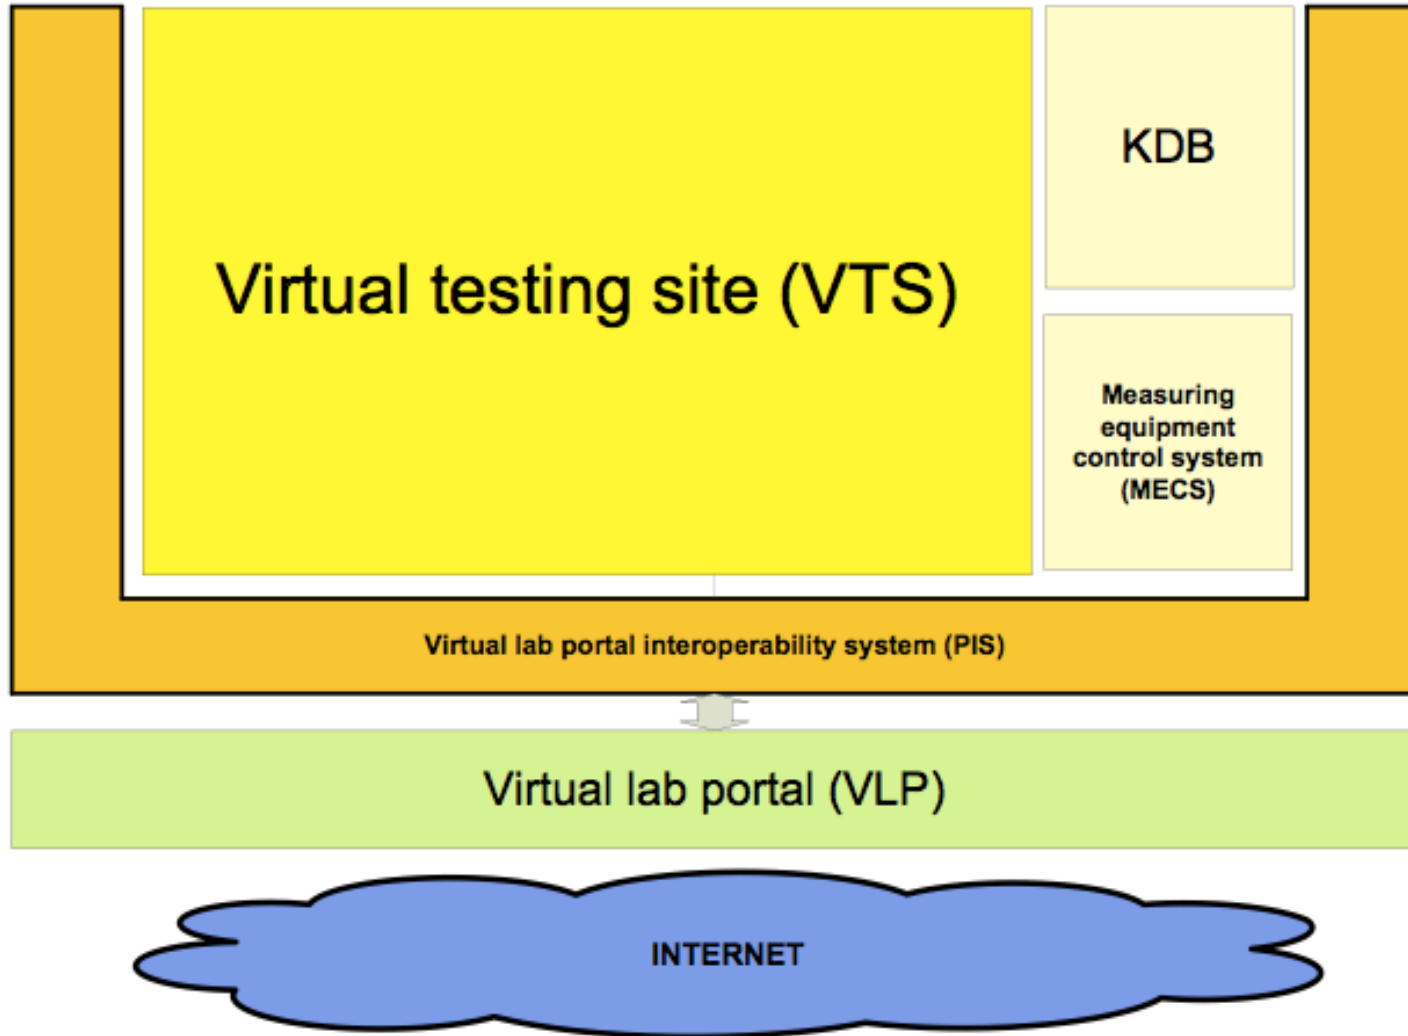 Virtual testing site (VTS)
KDB
Measuring
equipment
control system
(MECS)
Virtual lab portal interoperability system (PIS)
Virtual lab portal (VLP)
INTERNET